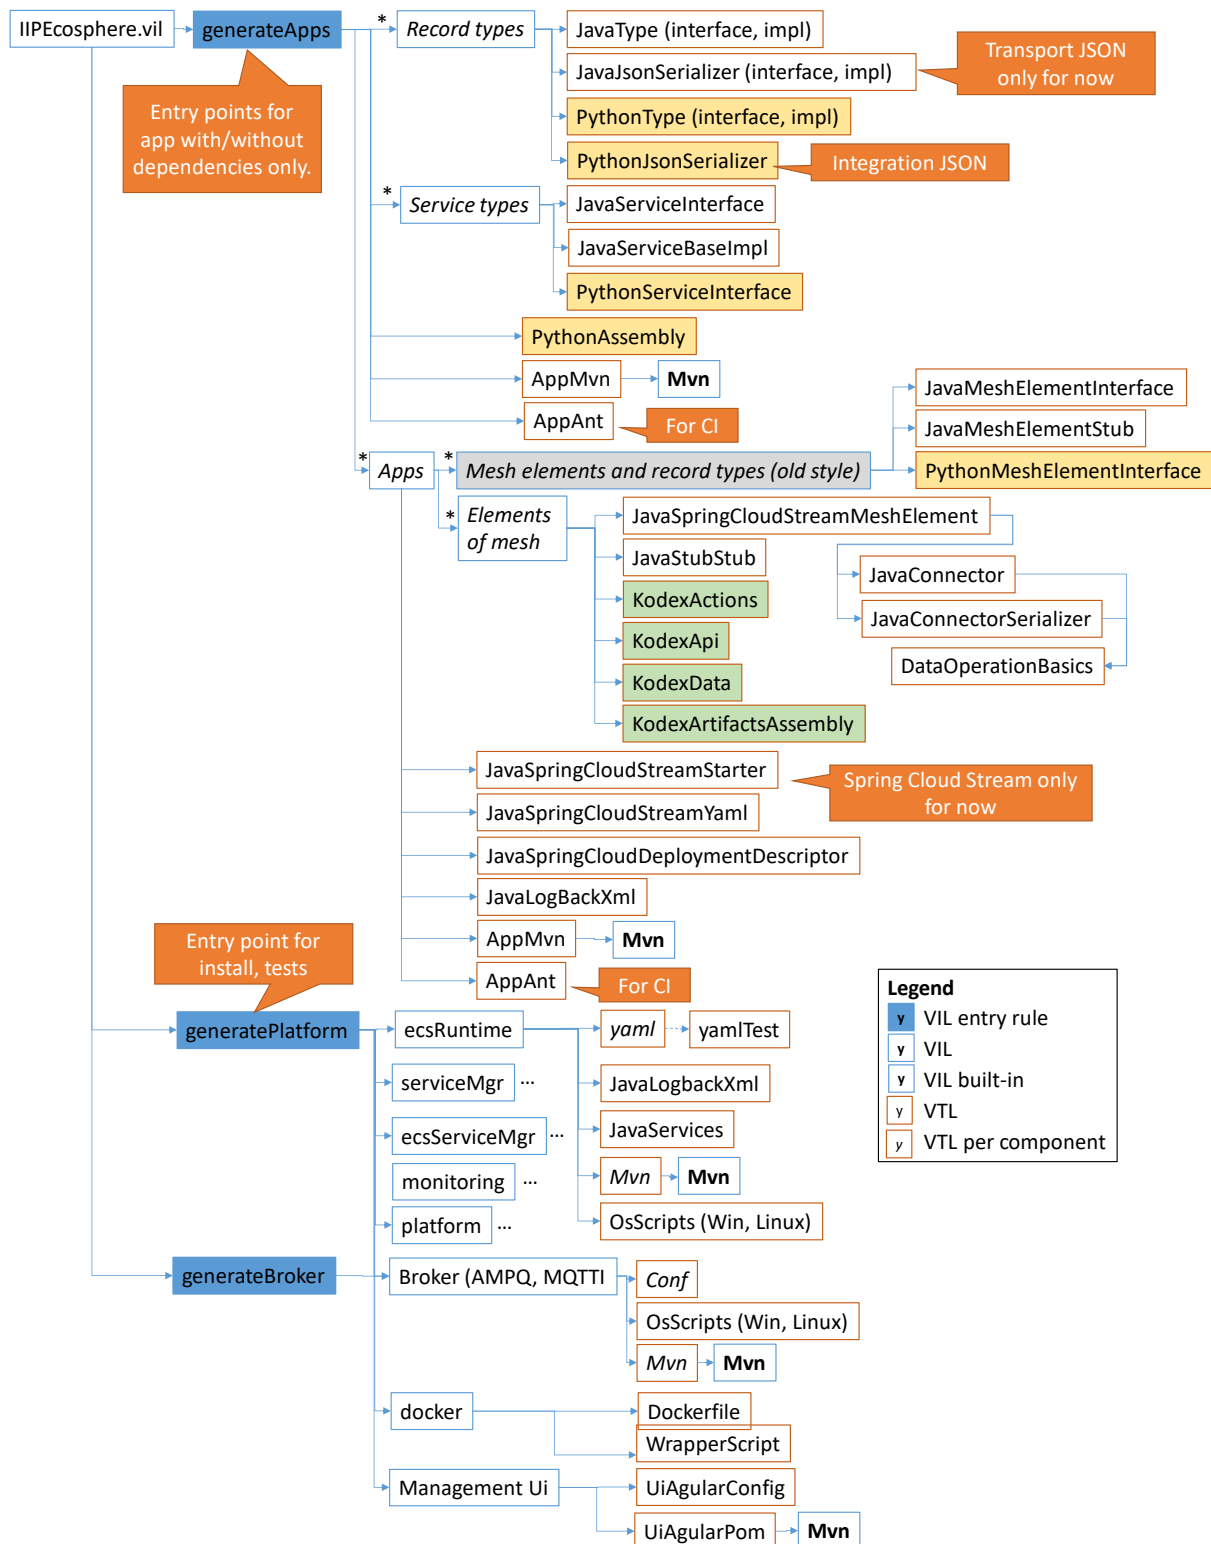 IIPEcosphere.vil
generateApps
*
Record types
JavaType (interface, impl)
JavaJsonSerializer (interface, impl)
Transport JSON
only for now
Entry points for
app with/without
dependencies only.
PythonType (interface, impl)
PythonJsonSerializer
Integration JSON
*
Service types
JavaServiceInterface
JavaServiceBaseImpl
PythonServiceInterface
PythonAssembly
AppMvn
Mvn
AppAnt
For CI
JavaMeshElementInterface
JavaMeshElementStub
*
Apps
*
Mesh elements and record types (old style)
PythonMeshElementInterface
*
Elements
of mesh
JavaSpringCloudStreamMeshElement
JavaStubStub
JavaConnector
KodexActions
JavaConnectorSerializer
KodexApi
DataOperationBasics
KodexData
KodexArtifactsAssembly
JavaSpringCloudStreamStarter
Spring Cloud Stream only
for now
JavaSpringCloudStreamYaml
JavaSpringCloudDeploymentDescriptor
JavaLogBackXml
AppMvn
Mvn
Entry point for
install, tests
AppAnt
For CI
generatePlatform
ecsRuntime
yaml
yamlTest
serviceMgr
...
JavaLogbackXml
ecsServiceMgr
...
JavaServices
monitoring
...
Mvn
Mvn
platform
...
OsScripts (Win, Linux)
Legend
y
VIL entry rule
y
VIL
y
VIL built-in
y
VTL
y
VTL per component
generateBroker
Broker (AMPQ, MQTTI
Conf
OsScripts (Win, Linux)
Mvn
Mvn
docker
Dockerfile
WrapperScript
Management Ui
UiAgularConfig
UiAgularPom
Mvn